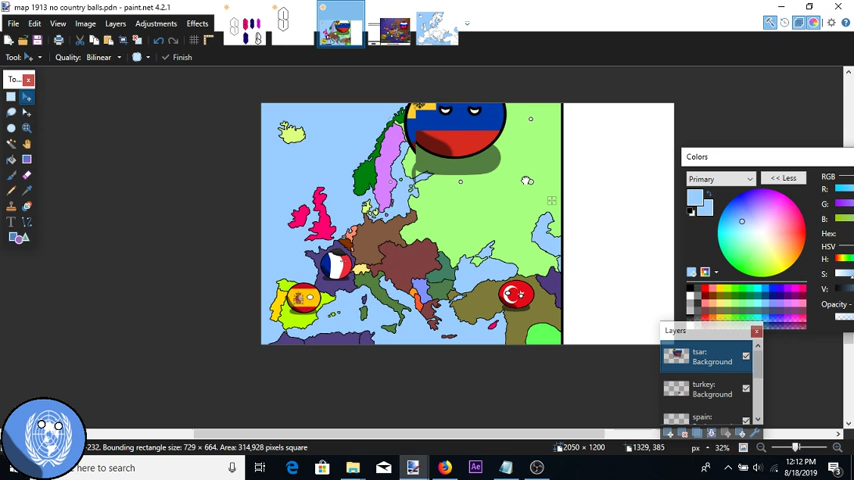 map 1913 no country balls.pdn - paint.net 4.2.1
File Edit View Image Layers Adjustments Effects
Tool: Quality: Bilinear Finish
To... x
Colors
Primary << Less RGB
R:
G:
B:
Hex:
HSV
H:
S:
V:
Opacity -
Layers x
tsar:
Background
turkey:
Background
spain:
232. Bounding rectangle size: 729 × 664. Area: 314,928 pixels square 2050 × 1200 1329, 385 px 32%
here to search
Ae
12:12 PM
8/18/2019
3